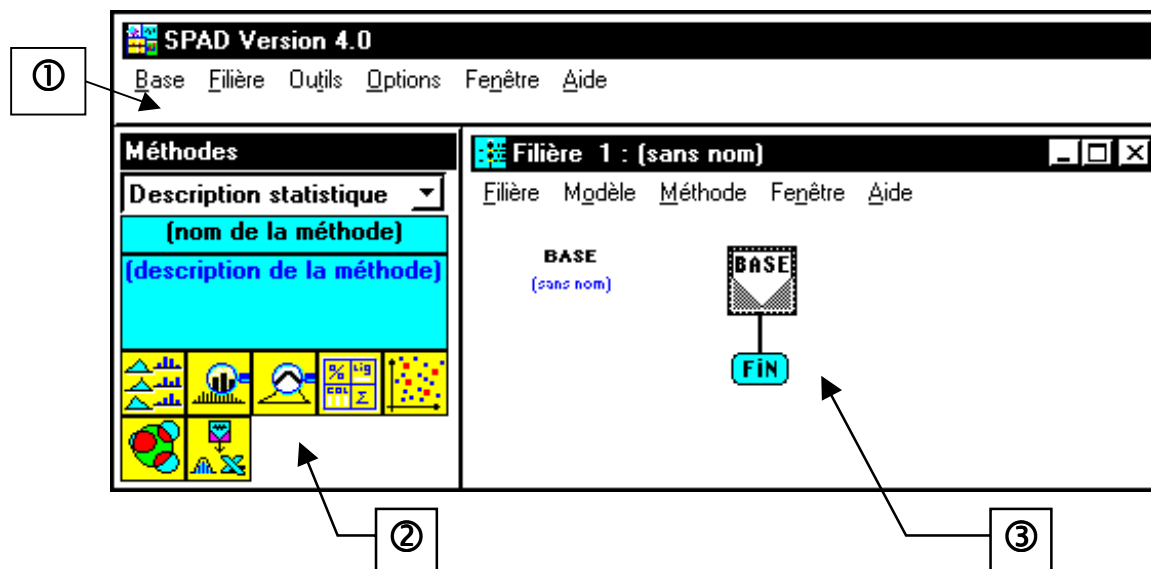 SPAD Version 4.0
①
Base Filière Outils Options Fenêtre Aide
Méthodes
Description statistique
(nom de la méthode)
(description de la méthode)
% Lig
COL Σ
Filière 1 : (sans nom)
Filière Modèle Méthode Fenêtre Aide
BASE
(sans nom)
BASE
FiN
②
③